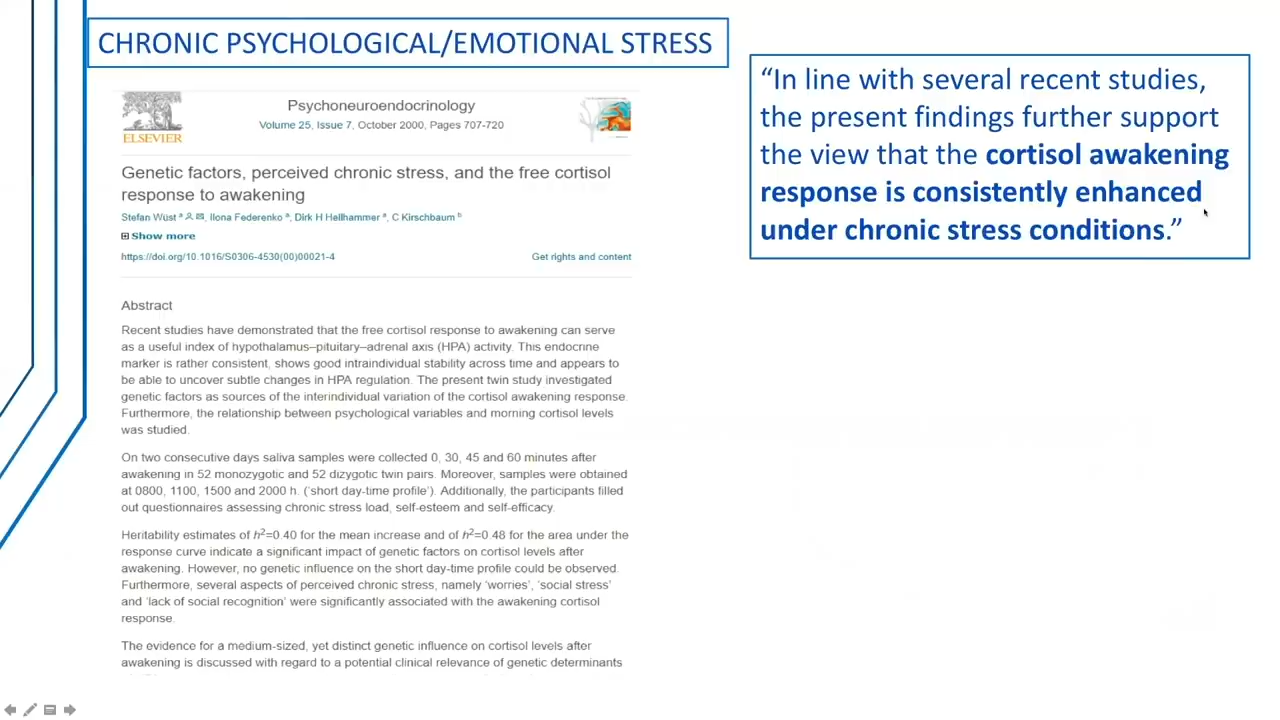 CHRONIC PSYCHOLOGICAL/EMOTIONAL STRESS
ELSEVIER
Psychoneuroendocrinology
Volume 25, Issue 7, October 2000, Pages 707-720
Genetic factors, perceived chronic stress, and the free cortisol
response to awakening
Stefan Wüst a, Ilona Federenko a, Dirk H Hellhammer a, C Kirschbaum b
Show more
https://doi.org/10.1016/S0306-4530(00)00021-4
Get rights and content
Abstract
Recent studies have demonstrated that the free cortisol response to awakening can serve
as a useful index of hypothalamus–pituitary–adrenal axis (HPA) activity. This endocrine
marker is rather consistent, shows good intraindividual stability across time and appears to
be able to uncover subtle changes in HPA regulation. The present twin study investigated
genetic factors as sources of the interindividual variation of the cortisol awakening response.
Furthermore, the relationship between psychological variables and morning cortisol levels
was studied.
On two consecutive days saliva samples were collected 0, 30, 45 and 60 minutes after
awakening in 52 monozygotic and 52 dizygotic twin pairs. Moreover, samples were obtained
at 0800, 1100, 1500 and 2000 h. (‘short day-time profile’). Additionally, the participants filled
out questionnaires assessing chronic stress load, self-esteem and self-efficacy.
Heritability estimates of h²=0.40 for the mean increase and of h²=0.48 for the area under the
response curve indicate a significant impact of genetic factors on cortisol levels after
awakening. However, no genetic influence on the short day-time profile could be observed.
Furthermore, several aspects of perceived chronic stress, namely ‘worries’, ‘social stress’
and ‘lack of social recognition’ were significantly associated with the awakening cortisol
response.
The evidence for a medium-sized, yet distinct genetic influence on cortisol levels after
awakening is discussed with regard to a potential clinical relevance of genetic determinants
“In line with several recent studies,
the present findings further support
the view that the cortisol awakening
response is consistently enhanced
under chronic stress conditions.”